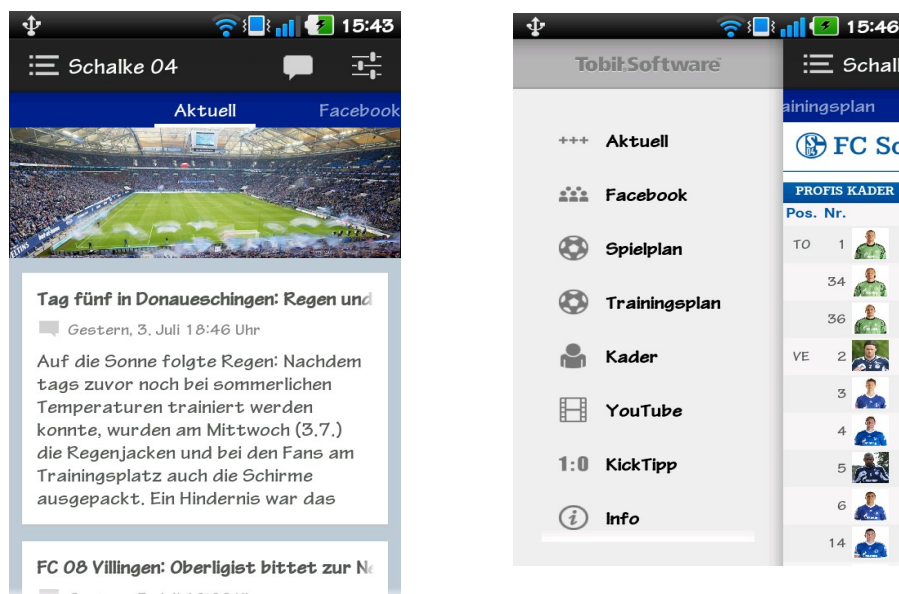 15:43
Schalke 04
Aktuell
Facebook
Tag fünf in Donaueschingen: Regen und
Gestern, 3. Juli 18:46 Uhr
Auf die Sonne folgte Regen: Nachdem
tags zuvor noch bei sommerlichen
Temperaturen trainiert werden
konnte, wurden am Mittwoch (3.7.)
die Regenjacken und bei den Fans am
Trainingsplatz auch die Schirme
ausgepackt. Ein Hindernis war das
FC 08 Villingen: Oberligist bittet zur
15:46
Tobit.Software
Aktuell
Facebook
Spielplan
Trainingsplan
Kader
YouTube
1:0 KickTipp
Info
Schall
ainingsplan
FC Sc
PROFIS KADER
Pos. Nr.
TO 1
34
36
VE 2
3
4
5
6
14